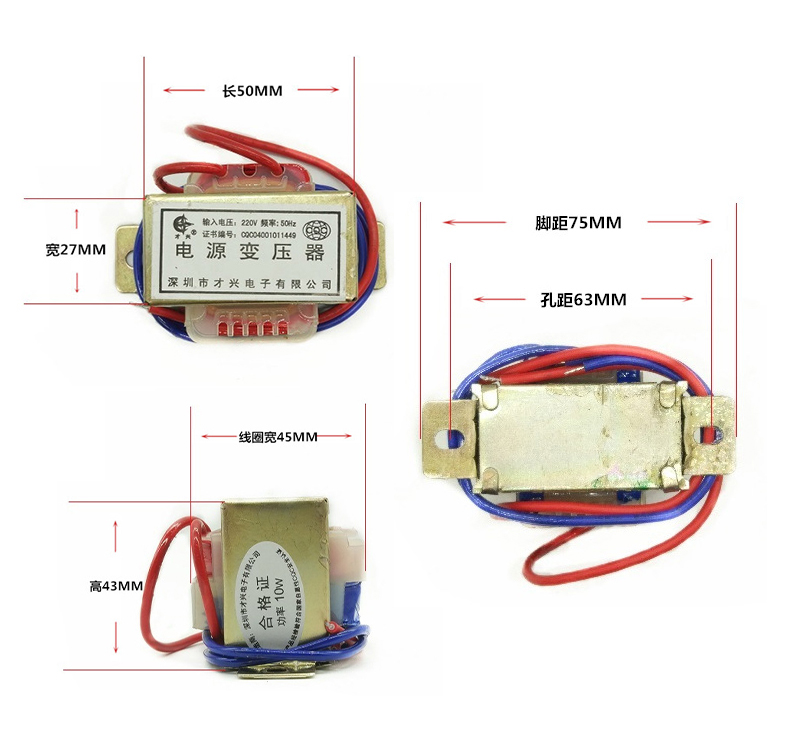 长50MM
输入电压：220V 频率：50Hz
证书编号：CQC04001011449
才兴®
CQC
电源变压器
深圳市才兴电子有限公司
宽27MM
脚距75MM
孔距63MM
线圈宽45MM
高43MM
深圳市才兴电子有限公司
合格证
功率 10W